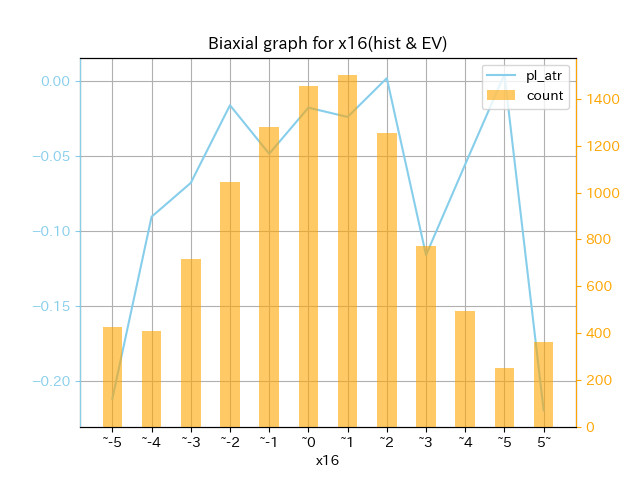 Biaxial graph for x16(hist & EV)
pl_atr
count
0.00
−0.05
−0.10
−0.15
−0.20
1400
1200
1000
800
600
400
200
0
~-5 ~-4 ~-3 ~-2 ~-1 ~0 ~1 ~2 ~3 ~4 ~5 5~
x16